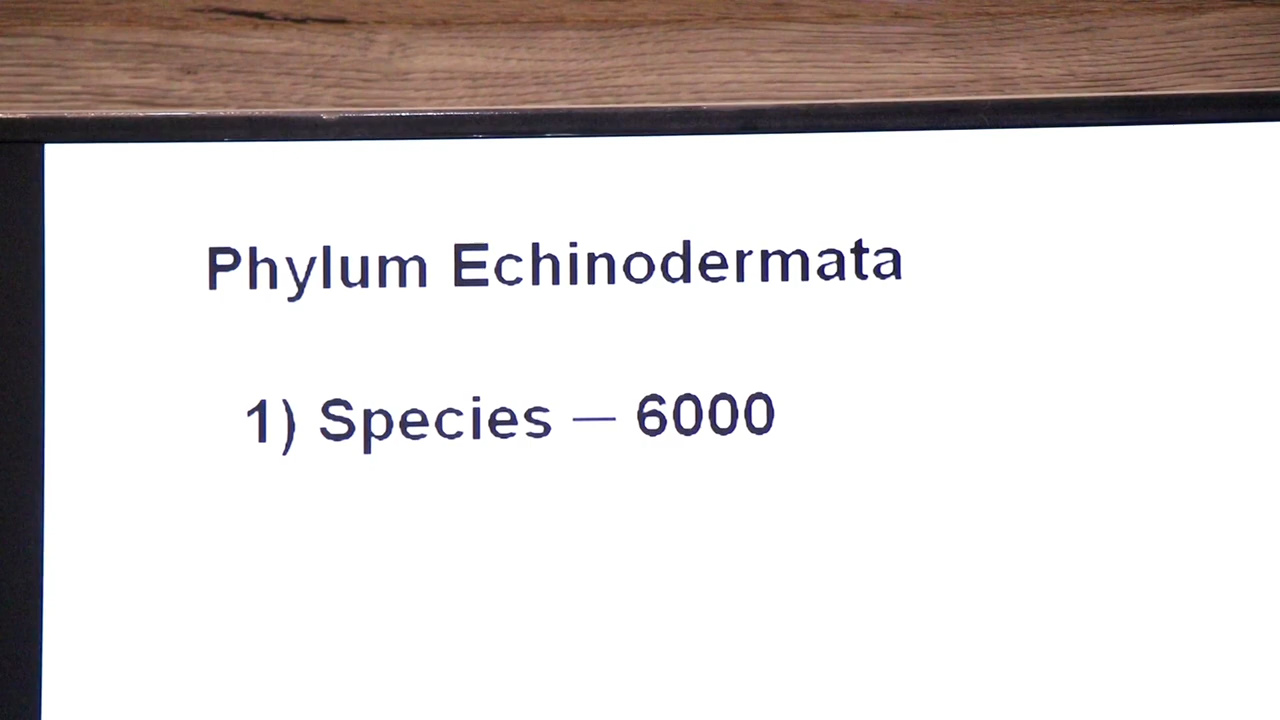 Phylum Echinodermata
1) Species – 6000